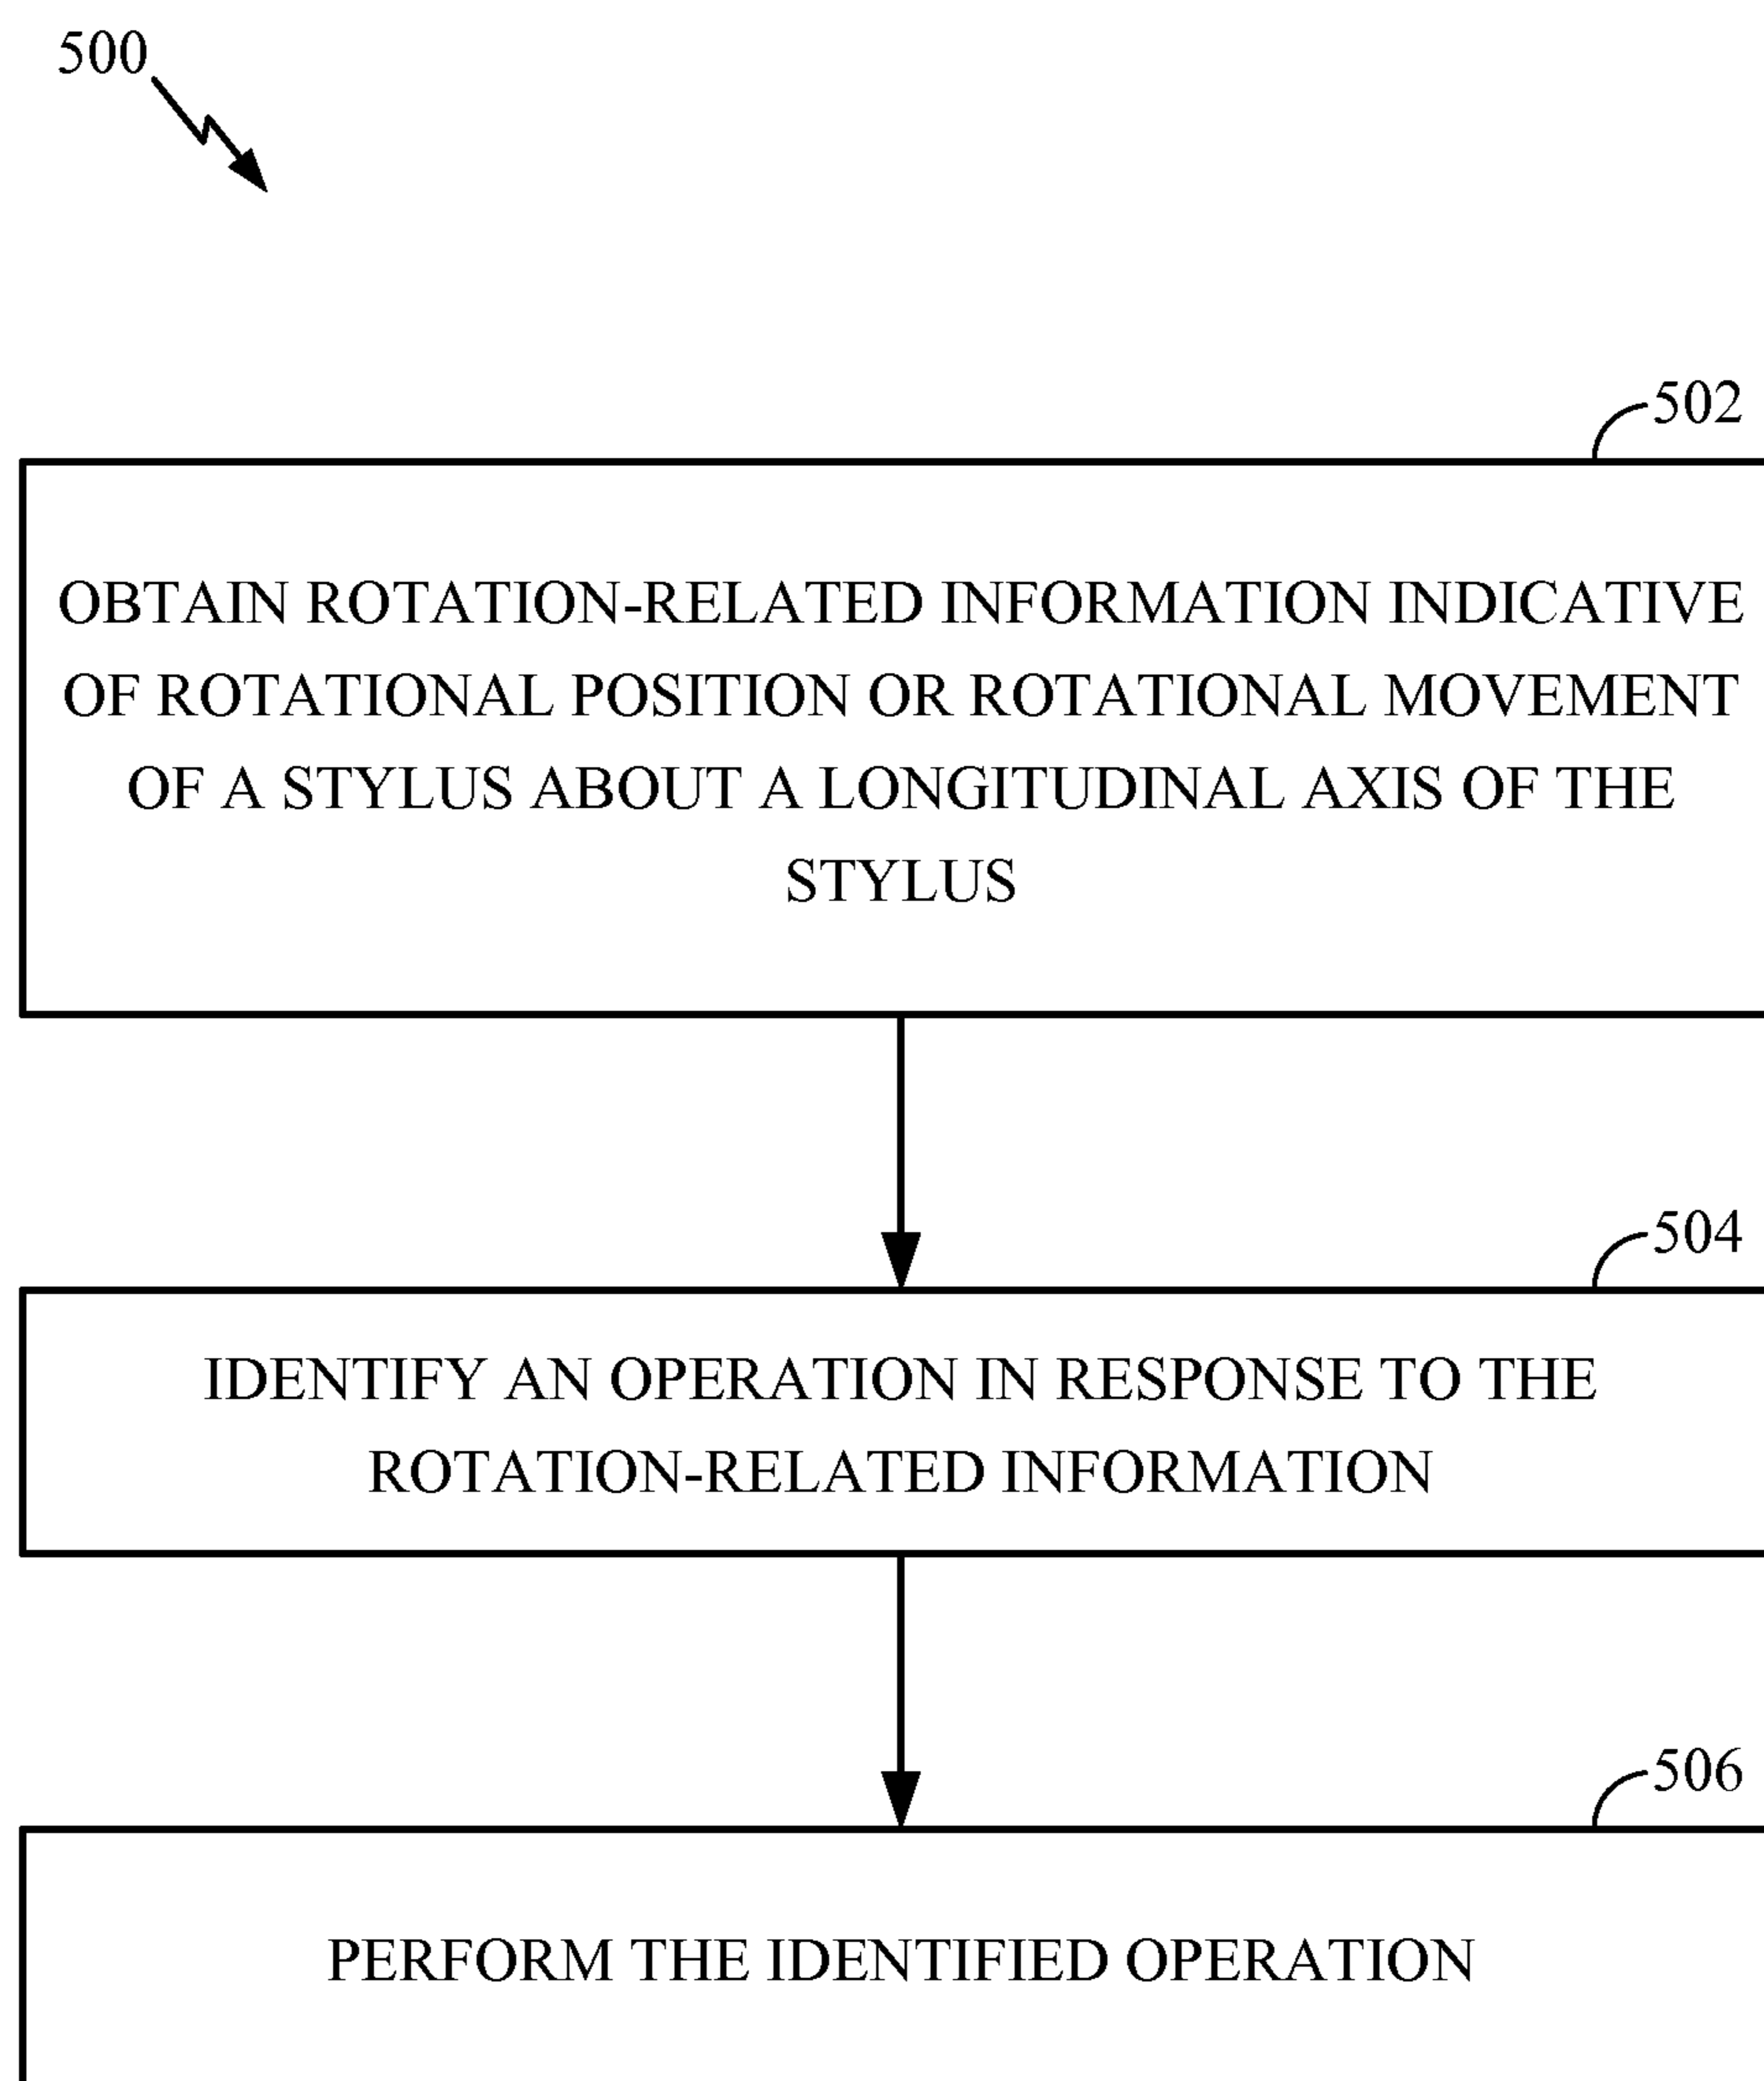 500
502
OBTAIN ROTATION-RELATED INFORMATION INDICATIVE
OF ROTATIONAL POSITION OR ROTATIONAL MOVEMENT
OF A STYLUS ABOUT A LONGITUDINAL AXIS OF THE
STYLUS
504
IDENTIFY AN OPERATION IN RESPONSE TO THE
ROTATION-RELATED INFORMATION
506
PERFORM THE IDENTIFIED OPERATION